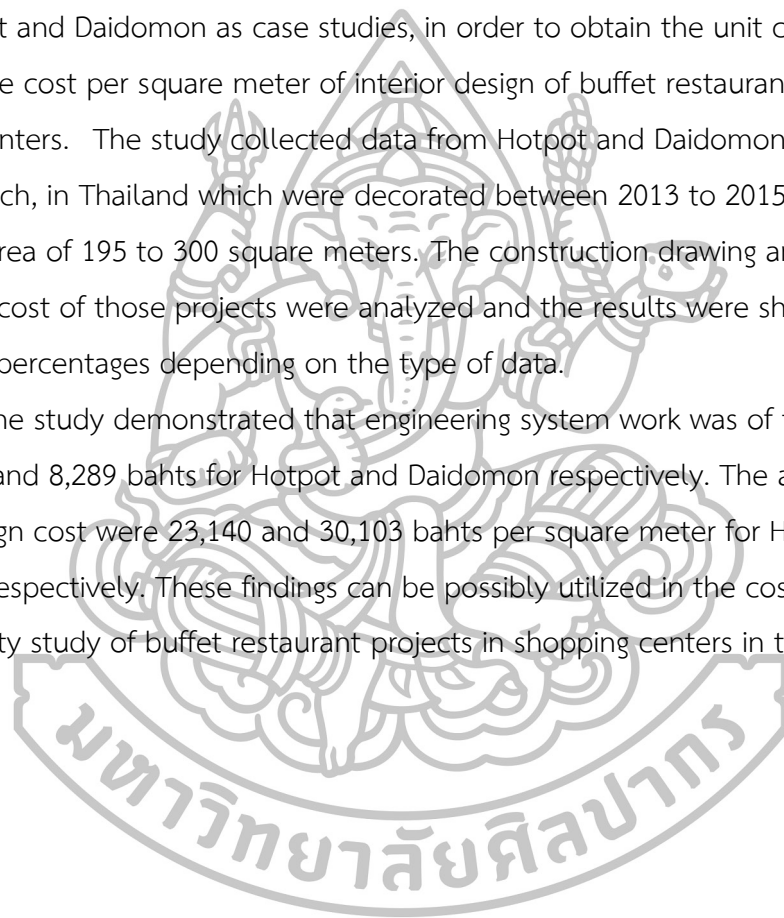 t and Daidomon as case studies, in order to obtain the unit c
e cost per square meter of interior design of buffet restauran
nters. The study collected data from Hotpot and Daidomon
ch, in Thailand which were decorated between 2013 to 2015
rea of 195 to 300 square meters. The construction drawing an
cost of those projects were analyzed and the results were sh
percentages depending on the type of data.
ne study demonstrated that engineering system work was of t
and 8,289 bahts for Hotpot and Daidomon respectively. The a
gn cost were 23,140 and 30,103 bahts per square meter for H
espectively. These findings can be possibly utilized in the cos
ty study of buffet restaurant projects in shopping centers in t
มหาวิทยาลัยศิลปากร